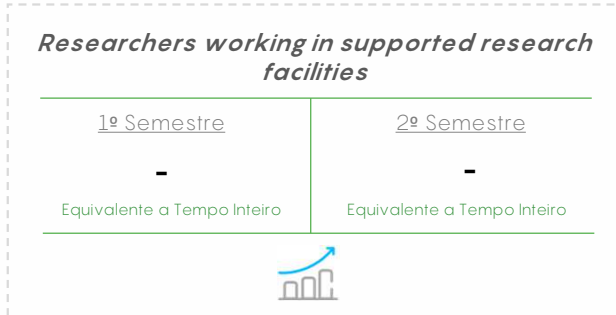 Researchers working in supported research
facilities
1º Semestre
2º Semestre
-
-
Equivalente a Tempo Inteiro
Equivalente a Tempo Inteiro